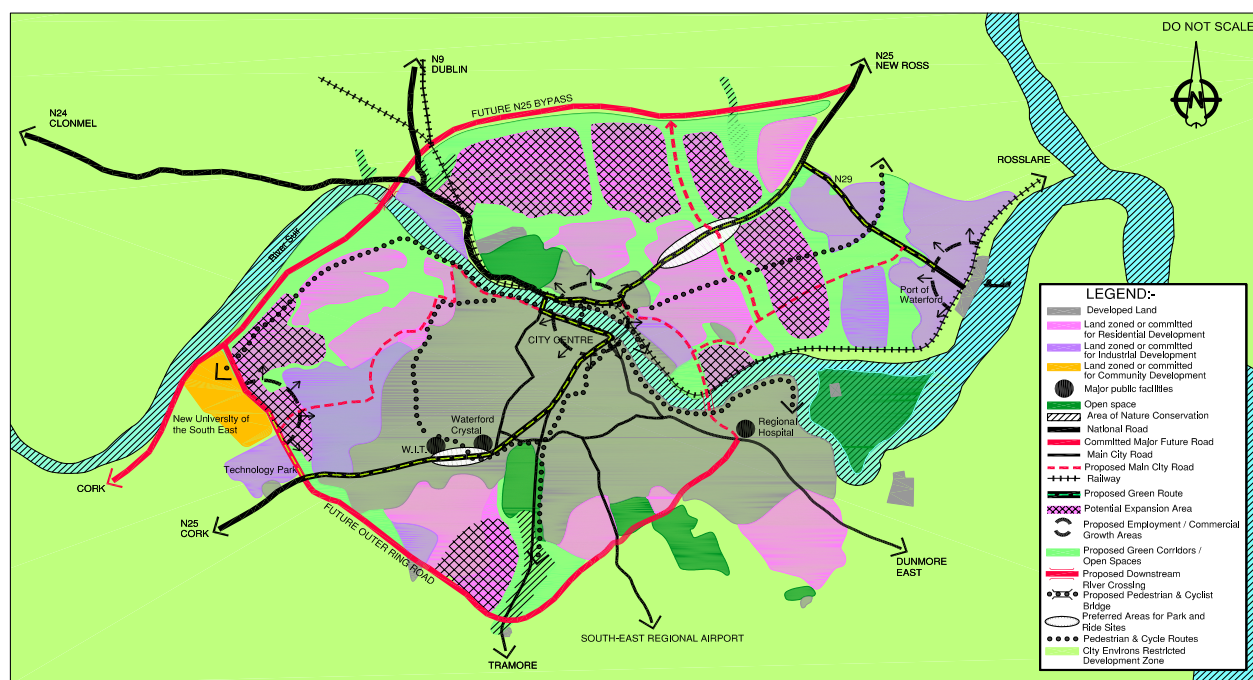 DO NOT SCALE
N
N9
DUBLIN
N25
NEW ROSS
N24
CLONMEL
FUTURE N25 BYPASS
ROSSLARE
N29
River Suir
Port of
Waterford
CITY CENTRE
New University of
the South East
Waterford
Crystal
W.I.T.
Regional
Hospital
Technology Park
CORK
N25
CORK
FUTURE OUTER RING ROAD
DUNMORE
EAST
SOUTH-EAST REGIONAL AIRPORT
TRAMORE
LEGEND:-
Developed Land
Land zoned or committed
for Residential Development
Land zoned or committed
for Industrial Development
Land zoned or committed
for Community Development
Major public facilities
Open space
Area of Nature Conservation
National Road
Committed Major Future Road
Main City Road
Proposed Main City Road
Railway
Proposed Green Route
Potential Expansion Area
Proposed Employment / Commercial
Growth Areas
Proposed Green Corridors /
Open Spaces
Proposed Downstream
River Crossing
Proposed Pedestrian & Cyclist
Bridge
Preferred Areas for Park and
Ride Sites
Pedestrian & Cycle Routes
City Environs Restricted
Development Zone